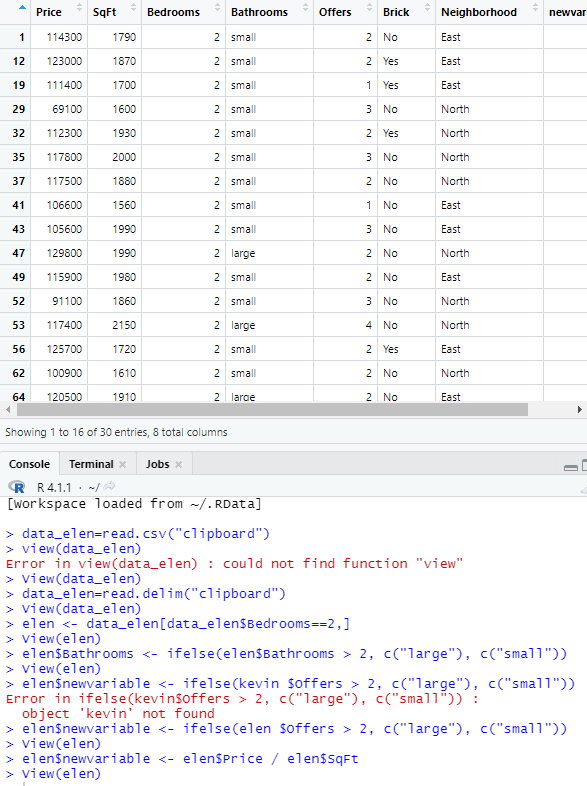 Price SqFt Bedrooms Bathrooms Offers Brick Neighborhood newvar
1 114300 1790 2 small 2 No East
12 123000 1870 2 small 2 Yes East
19 111400 1700 2 small 1 Yes East
29 69100 1600 2 small 3 No North
32 112300 1930 2 small 2 Yes North
35 117800 2000 2 small 3 No North
37 117500 1880 2 small 2 No North
41 106600 1560 2 small 1 No East
43 105600 1990 2 small 3 No East
47 129800 1990 2 large 2 No North
49 115900 1980 2 small 2 No East
52 91100 1860 2 small 3 No North
53 117400 2150 2 large 4 No North
56 125700 1720 2 small 2 Yes East
62 100900 1610 2 small 2 No North
64 120500 1910 2 large 2 No East
Showing 1 to 16 of 30 entries, 8 total columns
Console Terminal Jobs
R R 4.1.1 · ~/
[Workspace loaded from ~/.RData]
> data_elen=read.csv("clipboard")
> view(data_elen)
Error in view(data_elen) : could not find function "view"
> View(data_elen)
> data_elen=read.delim("clipboard")
> View(data_elen)
> elen <- data_elen[data_elen$Bedrooms==2,]
> View(elen)
> elen$Bathrooms <- ifelse(elen$Bathrooms > 2, c("large"), c("small"))
> View(elen)
> elen$newvariable <- ifelse(kevin $Offers > 2, c("large"), c("small"))
Error in ifelse(kevin$Offers > 2, c("large"), c("small")) :
object 'kevin' not found
> elen$newvariable <- ifelse(elen $Offers > 2, c("large"), c("small"))
> View(elen)
> elen$newvariable <- elen$Price / elen$SqFt
> View(elen)